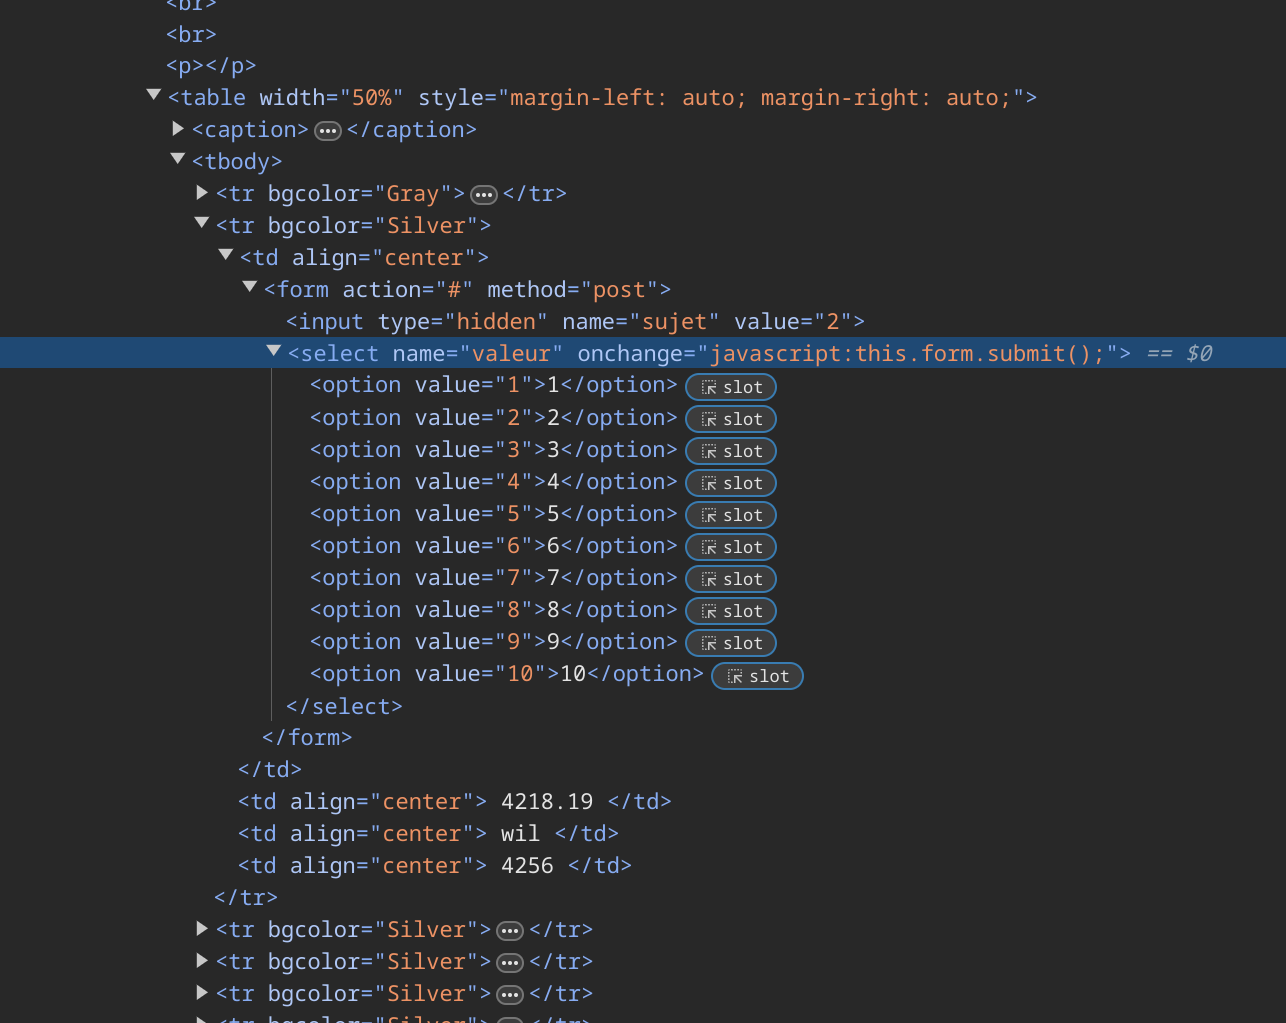 <br>
<br>
<p></p>
<table width="50%" style="margin-left: auto; margin-right: auto;">
<caption>…</caption>
<tbody>
<tr bgcolor="Gray">…</tr>
<tr bgcolor="Silver">
<td align="center">
<form action="#" method="post">
<input type="hidden" name="sujet" value="2">
<select name="valeur" onchange="javascript:this.form.submit();"> == $0
<option value="1">1</option> slot
<option value="2">2</option> slot
<option value="3">3</option> slot
<option value="4">4</option> slot
<option value="5">5</option> slot
<option value="6">6</option> slot
<option value="7">7</option> slot
<option value="8">8</option> slot
<option value="9">9</option> slot
<option value="10">10</option> slot
</select>
</form>
</td>
<td align="center"> 4218.19 </td>
<td align="center"> wil </td>
<td align="center"> 4256 </td>
</tr>
<tr bgcolor="Silver">…</tr>
<tr bgcolor="Silver">…</tr>
<tr bgcolor="Silver">…</tr>
<tr bgcolor="Silver">…</tr>